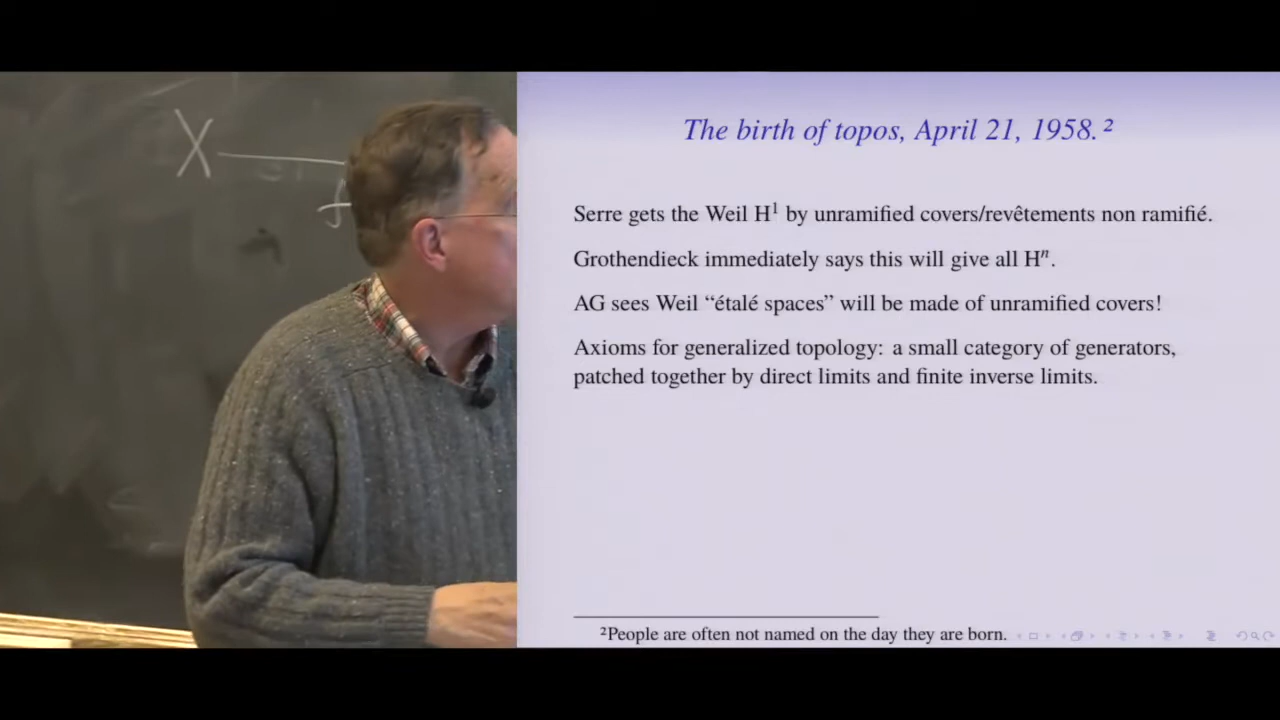 X
The birth of topos, April 21, 1958.²
Serre gets the Weil H¹ by unramified covers/revêtements non ramifié.
Grothendieck immediately says this will give all Hⁿ.
AG sees Weil “étalé spaces” will be made of unramified covers!
Axioms for generalized topology: a small category of generators,
patched together by direct limits and finite inverse limits.
²People are often not named on the day they are born.